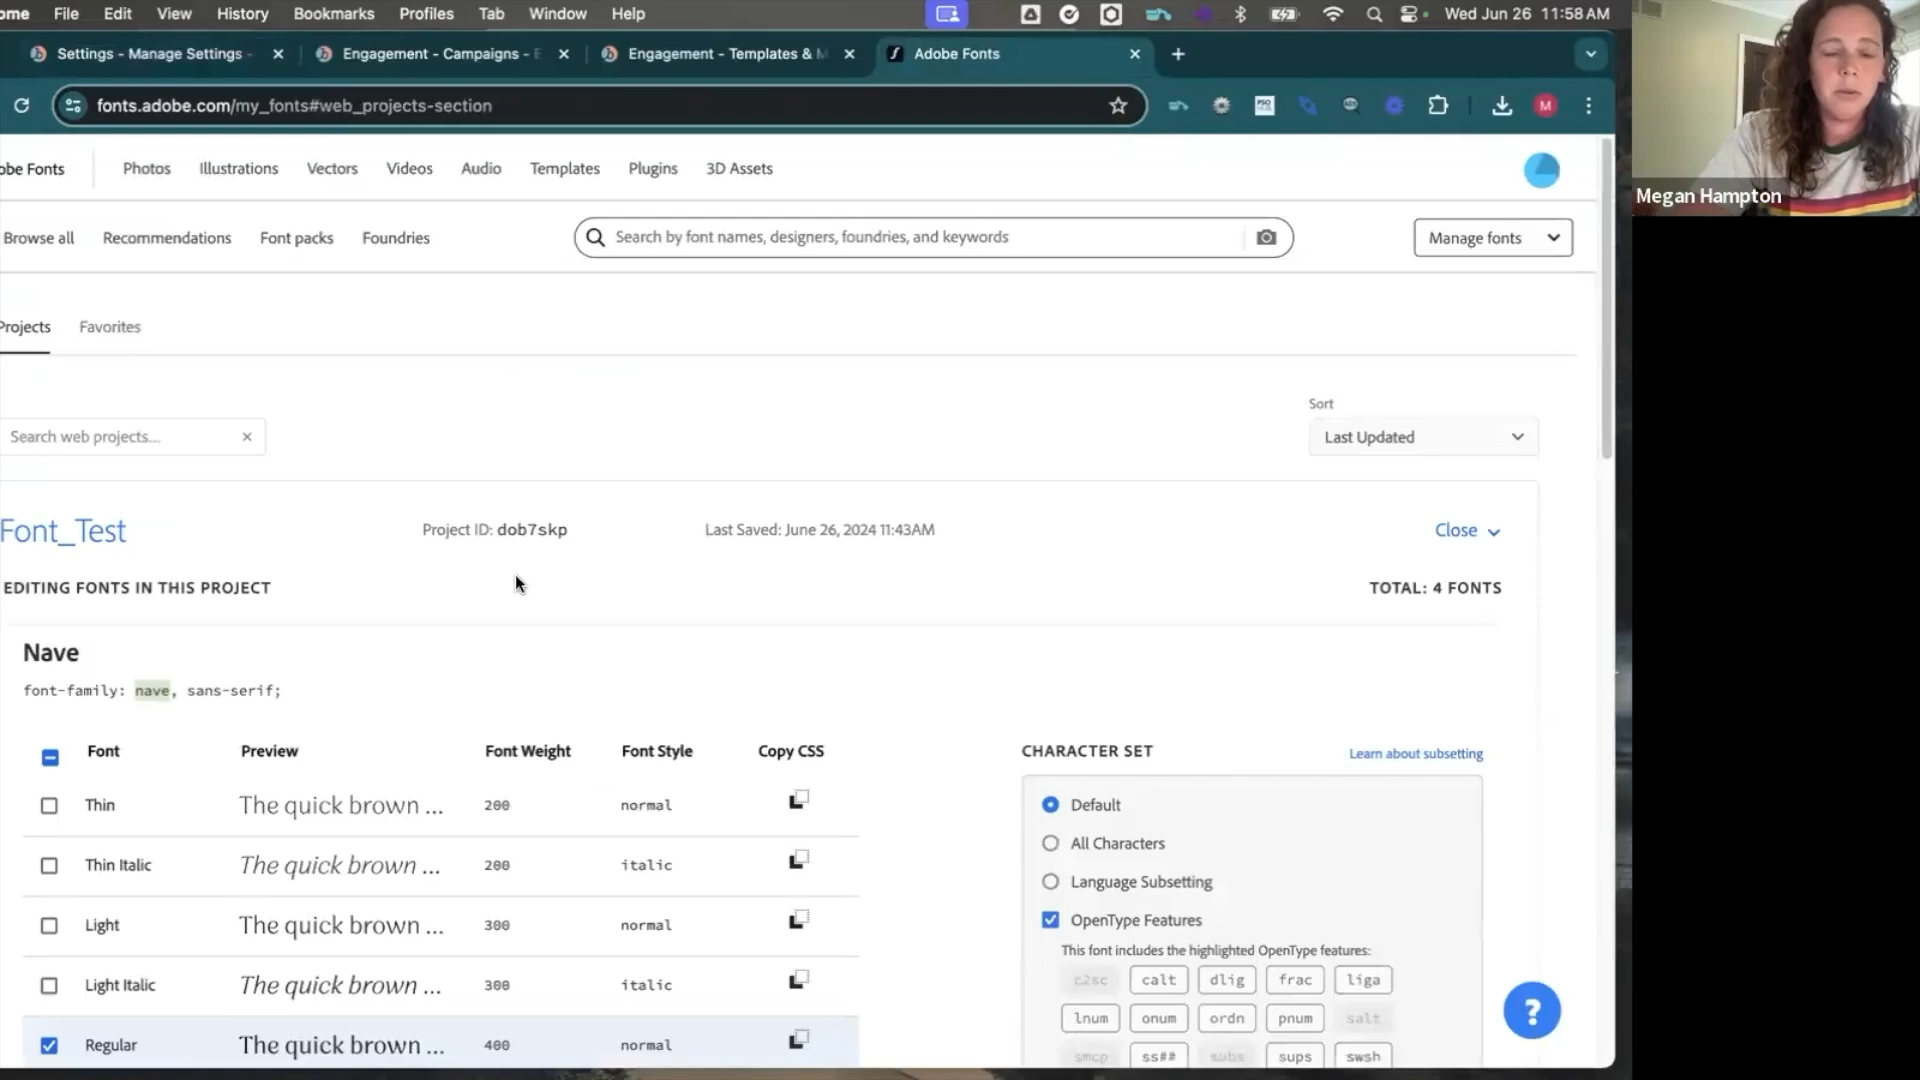 ome File Edit View History Bookmarks Profiles Tab Window Help Wed Jun 26 11:58 AM
Settings - Manage Settings - Engagement - Campaigns - E Engagement - Templates & M Adobe Fonts
fonts.adobe.com/my_fonts#web_projects-section M
Megan Hampton
obe Fonts Photos Illustrations Vectors Videos Audio Templates Plugins 3D Assets
Browse all Recommendations Font packs Foundries Search by font names, designers, foundries, and keywords Manage fonts
Projects Favorites
Sort
Search web projects... Last Updated
Font_Test Project ID: dob7skp Last Saved: June 26, 2024 11:43AM Close
EDITING FONTS IN THIS PROJECT TOTAL: 4 FONTS
Nave
font-family: nave, sans-serif;
Font Preview Font Weight Font Style Copy CSS
Thin The quick brown ... 200 normal
Thin Italic The quick brown ... 200 italic
Light The quick brown ... 300 normal
Light Italic The quick brown ... 300 italic
Regular The quick brown ... 400 normal
CHARACTER SET Learn about subsetting
Default
All Characters
Language Subsetting
OpenType Features
This font includes the highlighted OpenType features:
c2sc calt dlig frac liga
lnum onum ordn pnum salt
smcp ss## subs sups swsh
?